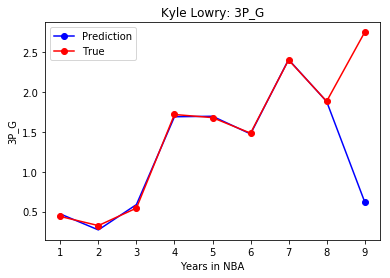 Kyle Lowry: 3P_G
Prediction
True
3P_G
2.5
2.0
1.5
1.0
0.5
1 2 3 4 5 6 7 8 9
Years in NBA